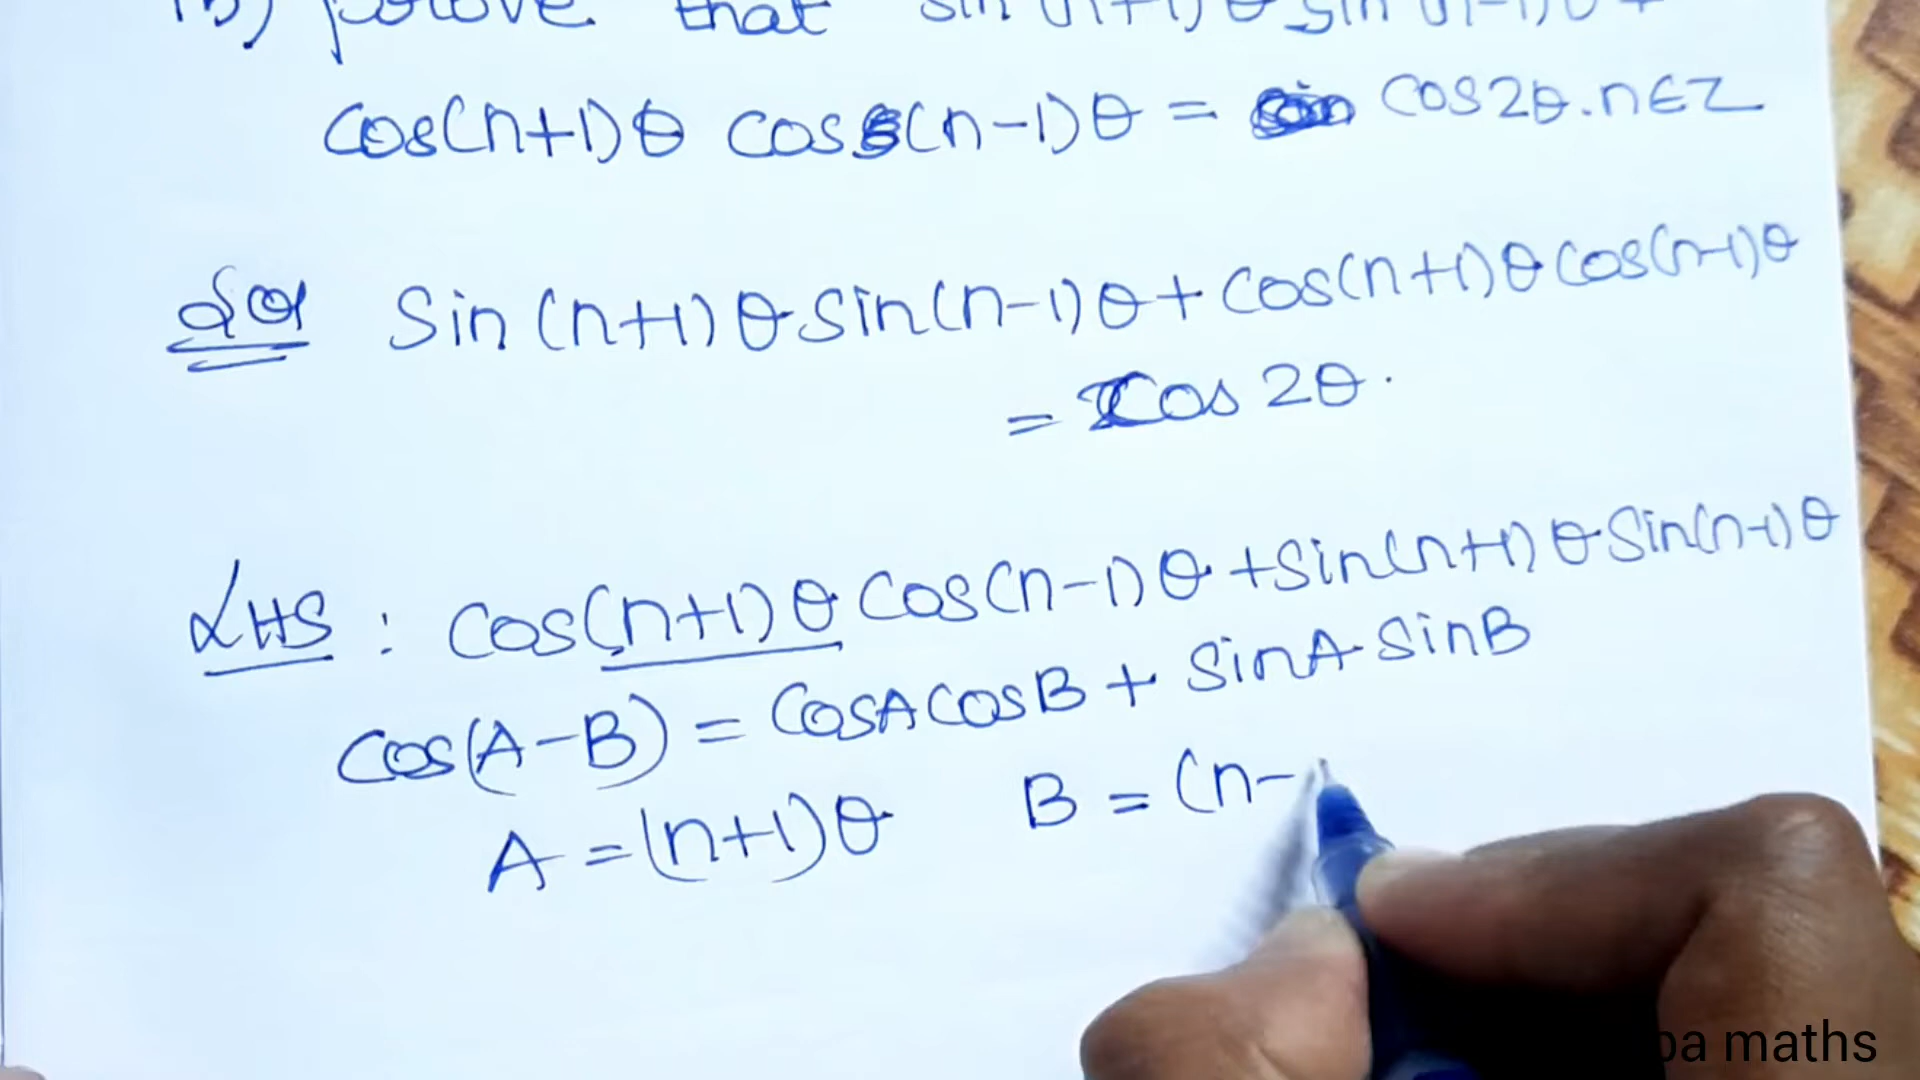 prove that sin (n+1) θ sin (n-1) θ +
cos(n+1) θ cos(n-1) θ = cos2θ. n∈Z
Sol Sin (n+1) θ sin(n-1) θ + cos(n+1) θ cos(n-1) θ
= Cos 2θ.
LHS : cos(n+1) θ cos(n-1) θ + sin(n+1) θ sin(n-1) θ
cos(A-B) = cosA cosB + sinA. sinB
A = (n+1)θ B = (n-
maths